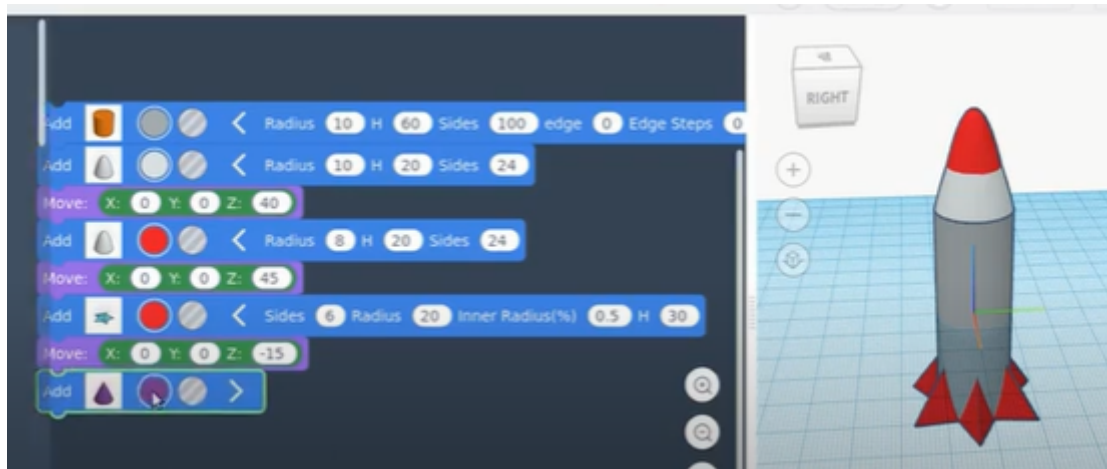 Add Radius 10 H 60 Sides 100 edge 0 Edge Steps 0
Add Radius 10 H 20 Sides 24
Move: X: 0 Y: 0 Z: 40
Add Radius 8 H 20 Sides 24
Move: X: 0 Y: 0 Z: 45
Add Sides 6 Radius 20 Inner Radius(%) 0.5 H 30
Move: X: 0 Y: 0 Z: -15
Add
RIGHT